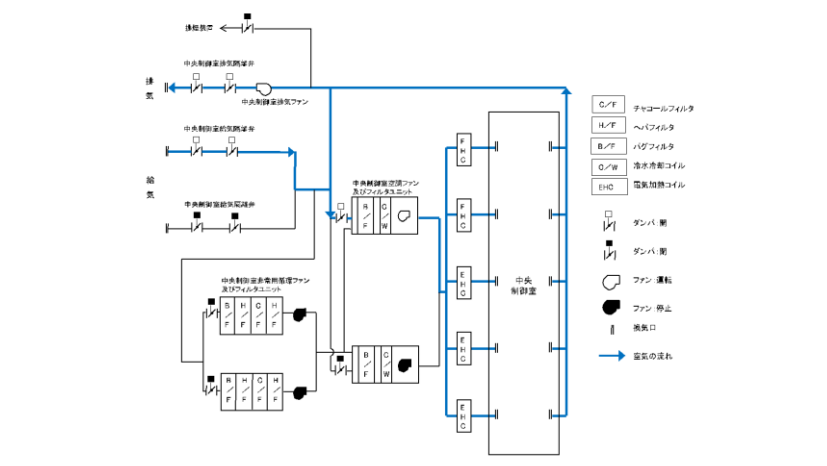 排煙装置
中央制御室排気隔離弁
排
気
中央制御室排気ファン
中央制御室給気隔離弁
給
気
中央制御室給気隔離弁
中央制御室空調ファン
及びフィルタユニット
B/F
C/W
中央制御室非常用循環ファン
及びフィルタユニット
B/F
H/F
C/F
H/F
B/F
C/W
B/F
H/F
C/F
H/F
EHC
EHC
EHC
EHC
EHC
中央
制御室
C/F チャコールフィルタ
H/F ヘパフィルタ
B/F バグフィルタ
C/W 冷水冷却コイル
EHC 電気加熱コイル
ダンパ:開
ダンパ:閉
ファン:運転
ファン:停止
換気口
空気の流れ